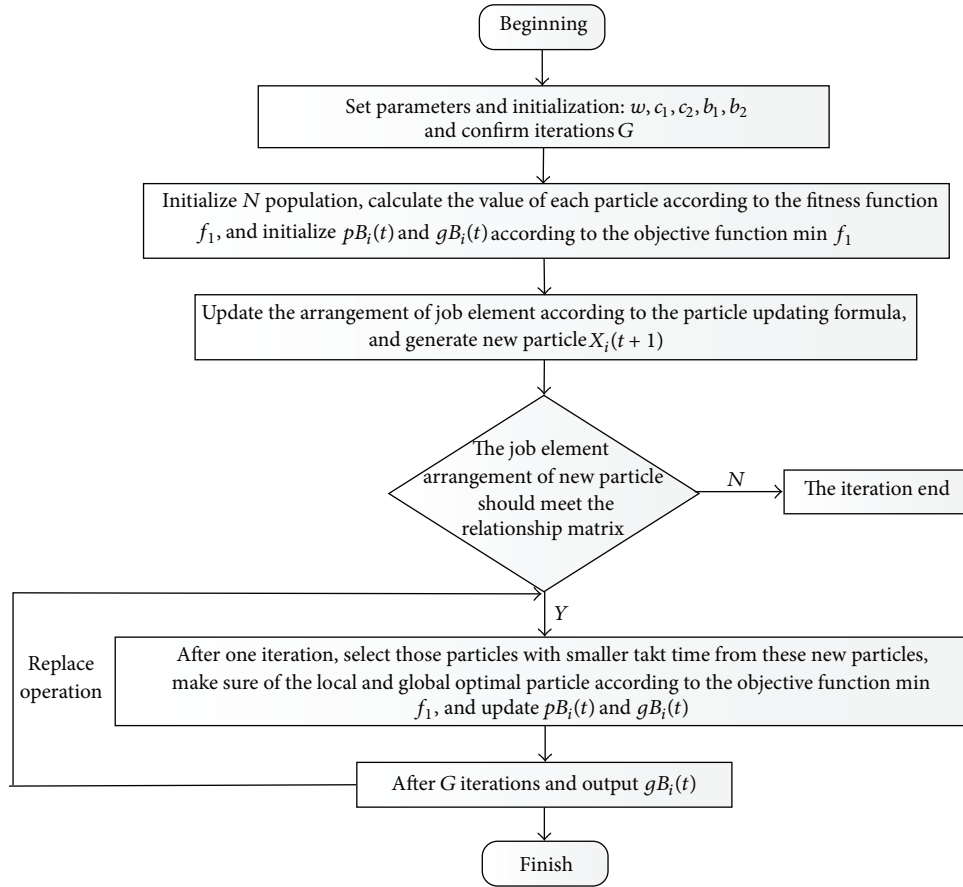 Beginning
Set parameters and initialization: w, c₁, c₂, b₁, b₂
and confirm iterations G
Initialize N population, calculate the value of each particle according to the fitness function
f₁, and initialize pBᵢ(t) and gBᵢ(t) according to the objective function min f₁
Update the arrangement of job element according to the particle updating formula,
and generate new particle Xᵢ(t + 1)
The job element
arrangement of new particle
should meet the
relationship matrix
N
The iteration end
Y
Replace
operation
After one iteration, select those particles with smaller takt time from these new particles,
make sure of the local and global optimal particle according to the objective function min
f₁, and update pBᵢ(t) and gBᵢ(t)
After G iterations and output gBᵢ(t)
Finish